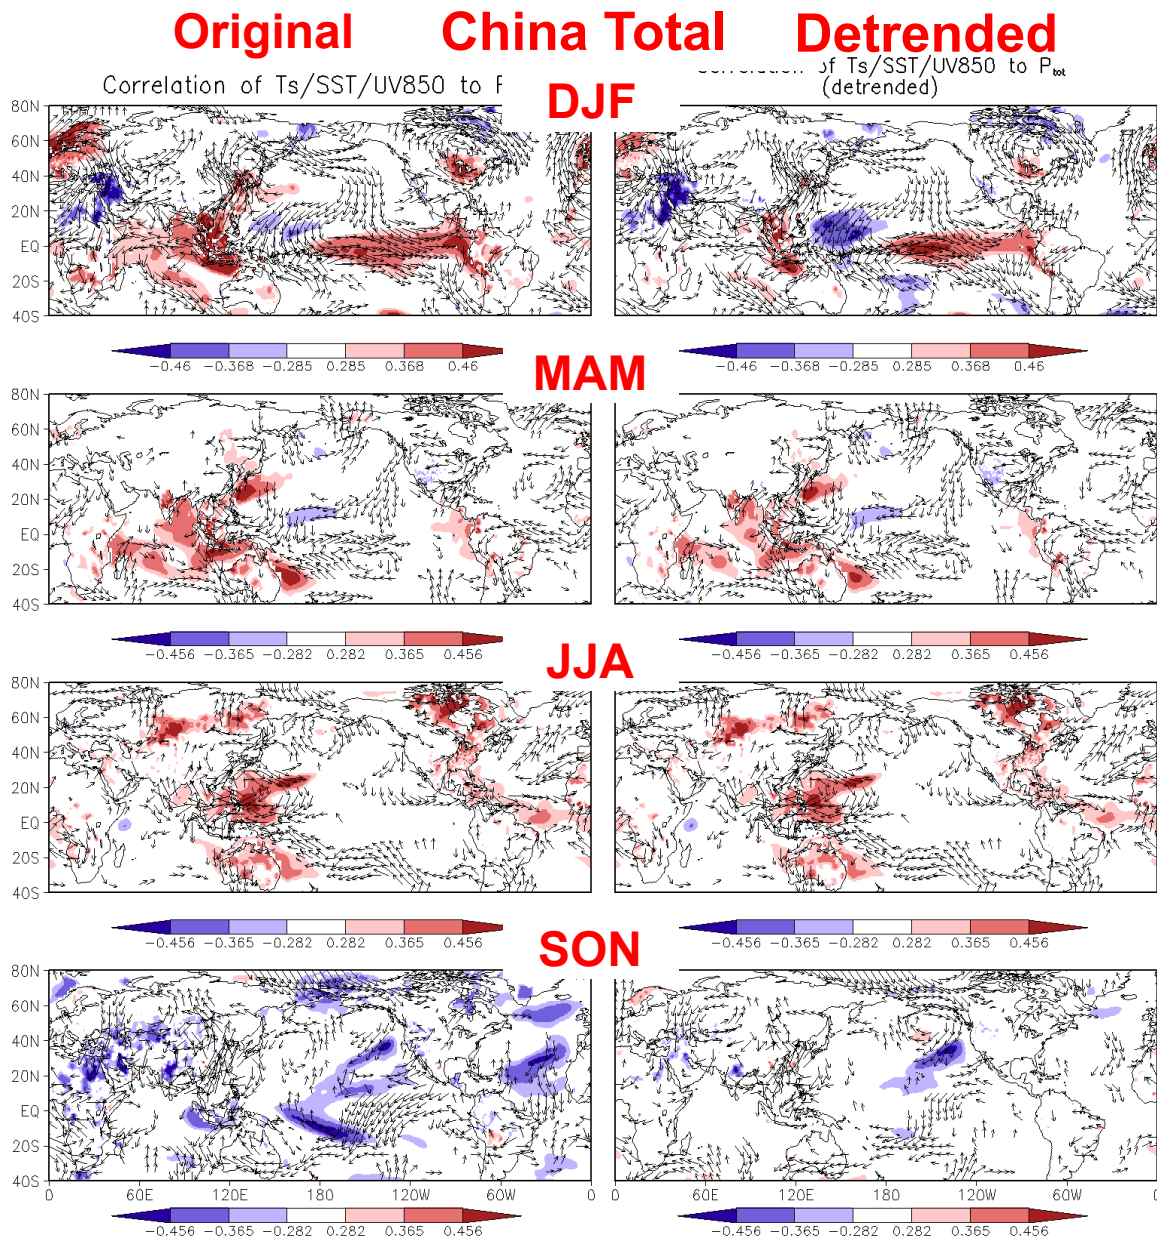 Original China Total Detrended
Correlation of Ts/SST/UV850 to P
of Ts/SST/UV850 to Ptot
(detrended)
DJF
80N
60N
40N
20N
EQ
20S
40S
-0.46 -0.368 -0.285 0.285 0.368 0.46
-0.46 -0.368 -0.285 0.285 0.368 0.46
MAM
80N
60N
40N
20N
EQ
20S
40S
-0.456 -0.365 -0.282 0.282 0.365 0.456
-0.456 -0.365 -0.282 0.282 0.365 0.456
JJA
80N
60N
40N
20N
EQ
20S
40S
-0.456 -0.365 -0.282 0.282 0.365 0.456
-0.456 -0.365 -0.282 0.282 0.365 0.456
SON
80N
60N
40N
20N
EQ
20S
40S
0 60E 120E 180 120W 60W 0
0 60E 120E 180 120W 60W 0
-0.456 -0.365 -0.282 0.282 0.365 0.456
-0.456 -0.365 -0.282 0.282 0.365 0.456